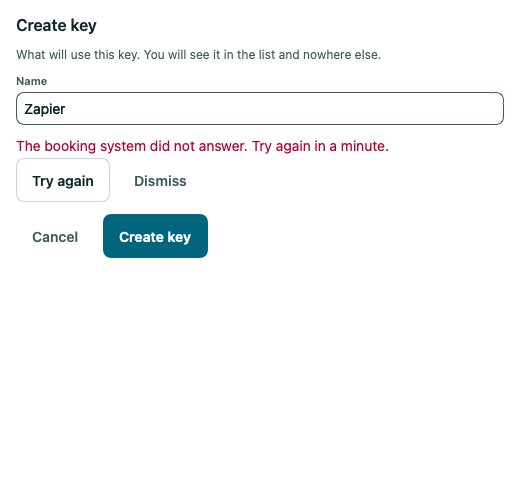 Create key
What will use this key. You will see it in the list and nowhere else.
Name
Zapier
The booking system did not answer. Try again in a minute.
Try again Dismiss
Cancel Create key